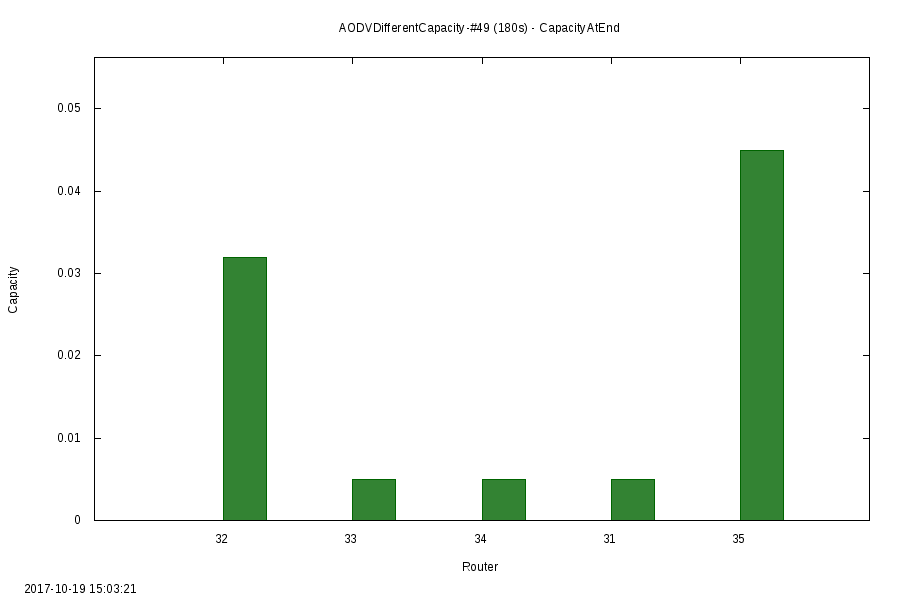 AODVDifferentCapacity-#49 (180s) - CapacityAtEnd
0.05
0.04
0.03
0.02
0.01
0
Capacity
32 33 34 31 35
Router
2017-10-19 15:03:21